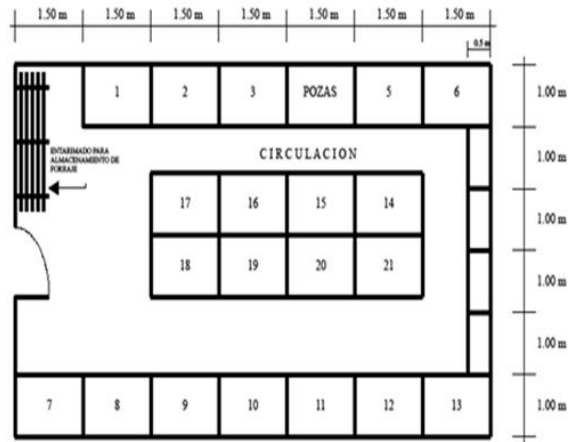 1.50 m 1.50 m 1.50 m 1.50 m 1.50 m 1.50 m 1.50 m
0.5 m
1 2 3 POZAS 5 6
1.00 m
ENTARIMADO PARA
ALMACENAMIENTO DE
FORRAJE
CIRCULACION
1.00 m
17 16 15 14
1.00 m
18 19 20 21
1.00 m
1.00 m
7 8 9 10 11 12 13
1.00 m